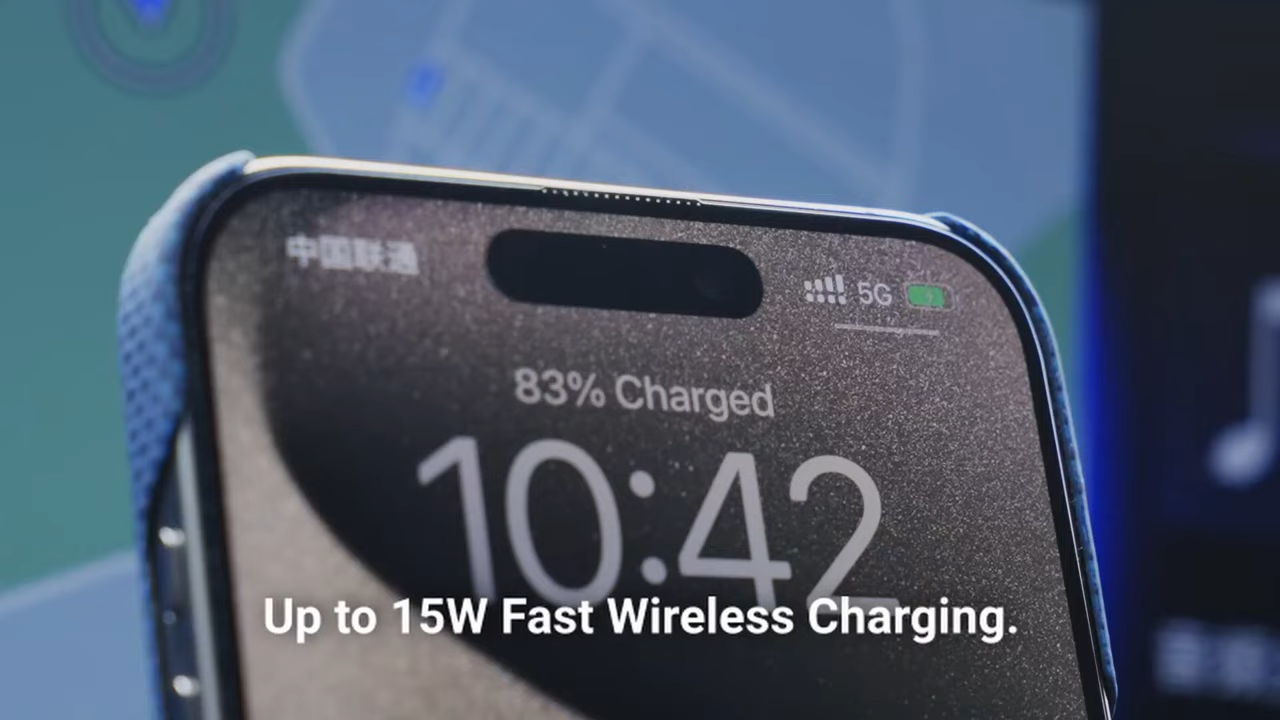 中国联通
5G
83% Charged
10:42
Up to 15W Fast Wireless Charging.